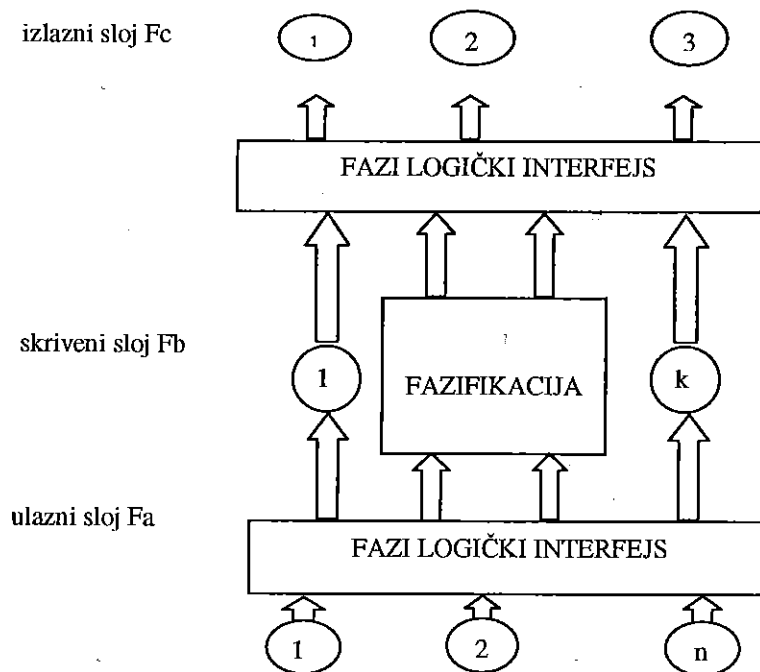 izlazni sloj Fc
1
2
3
FAZI LOGIČKI INTERFEJS
skriveni sloj Fb
1
FAZIFIKACIJA
k
ulazni sloj Fa
FAZI LOGIČKI INTERFEJS
1
2
n